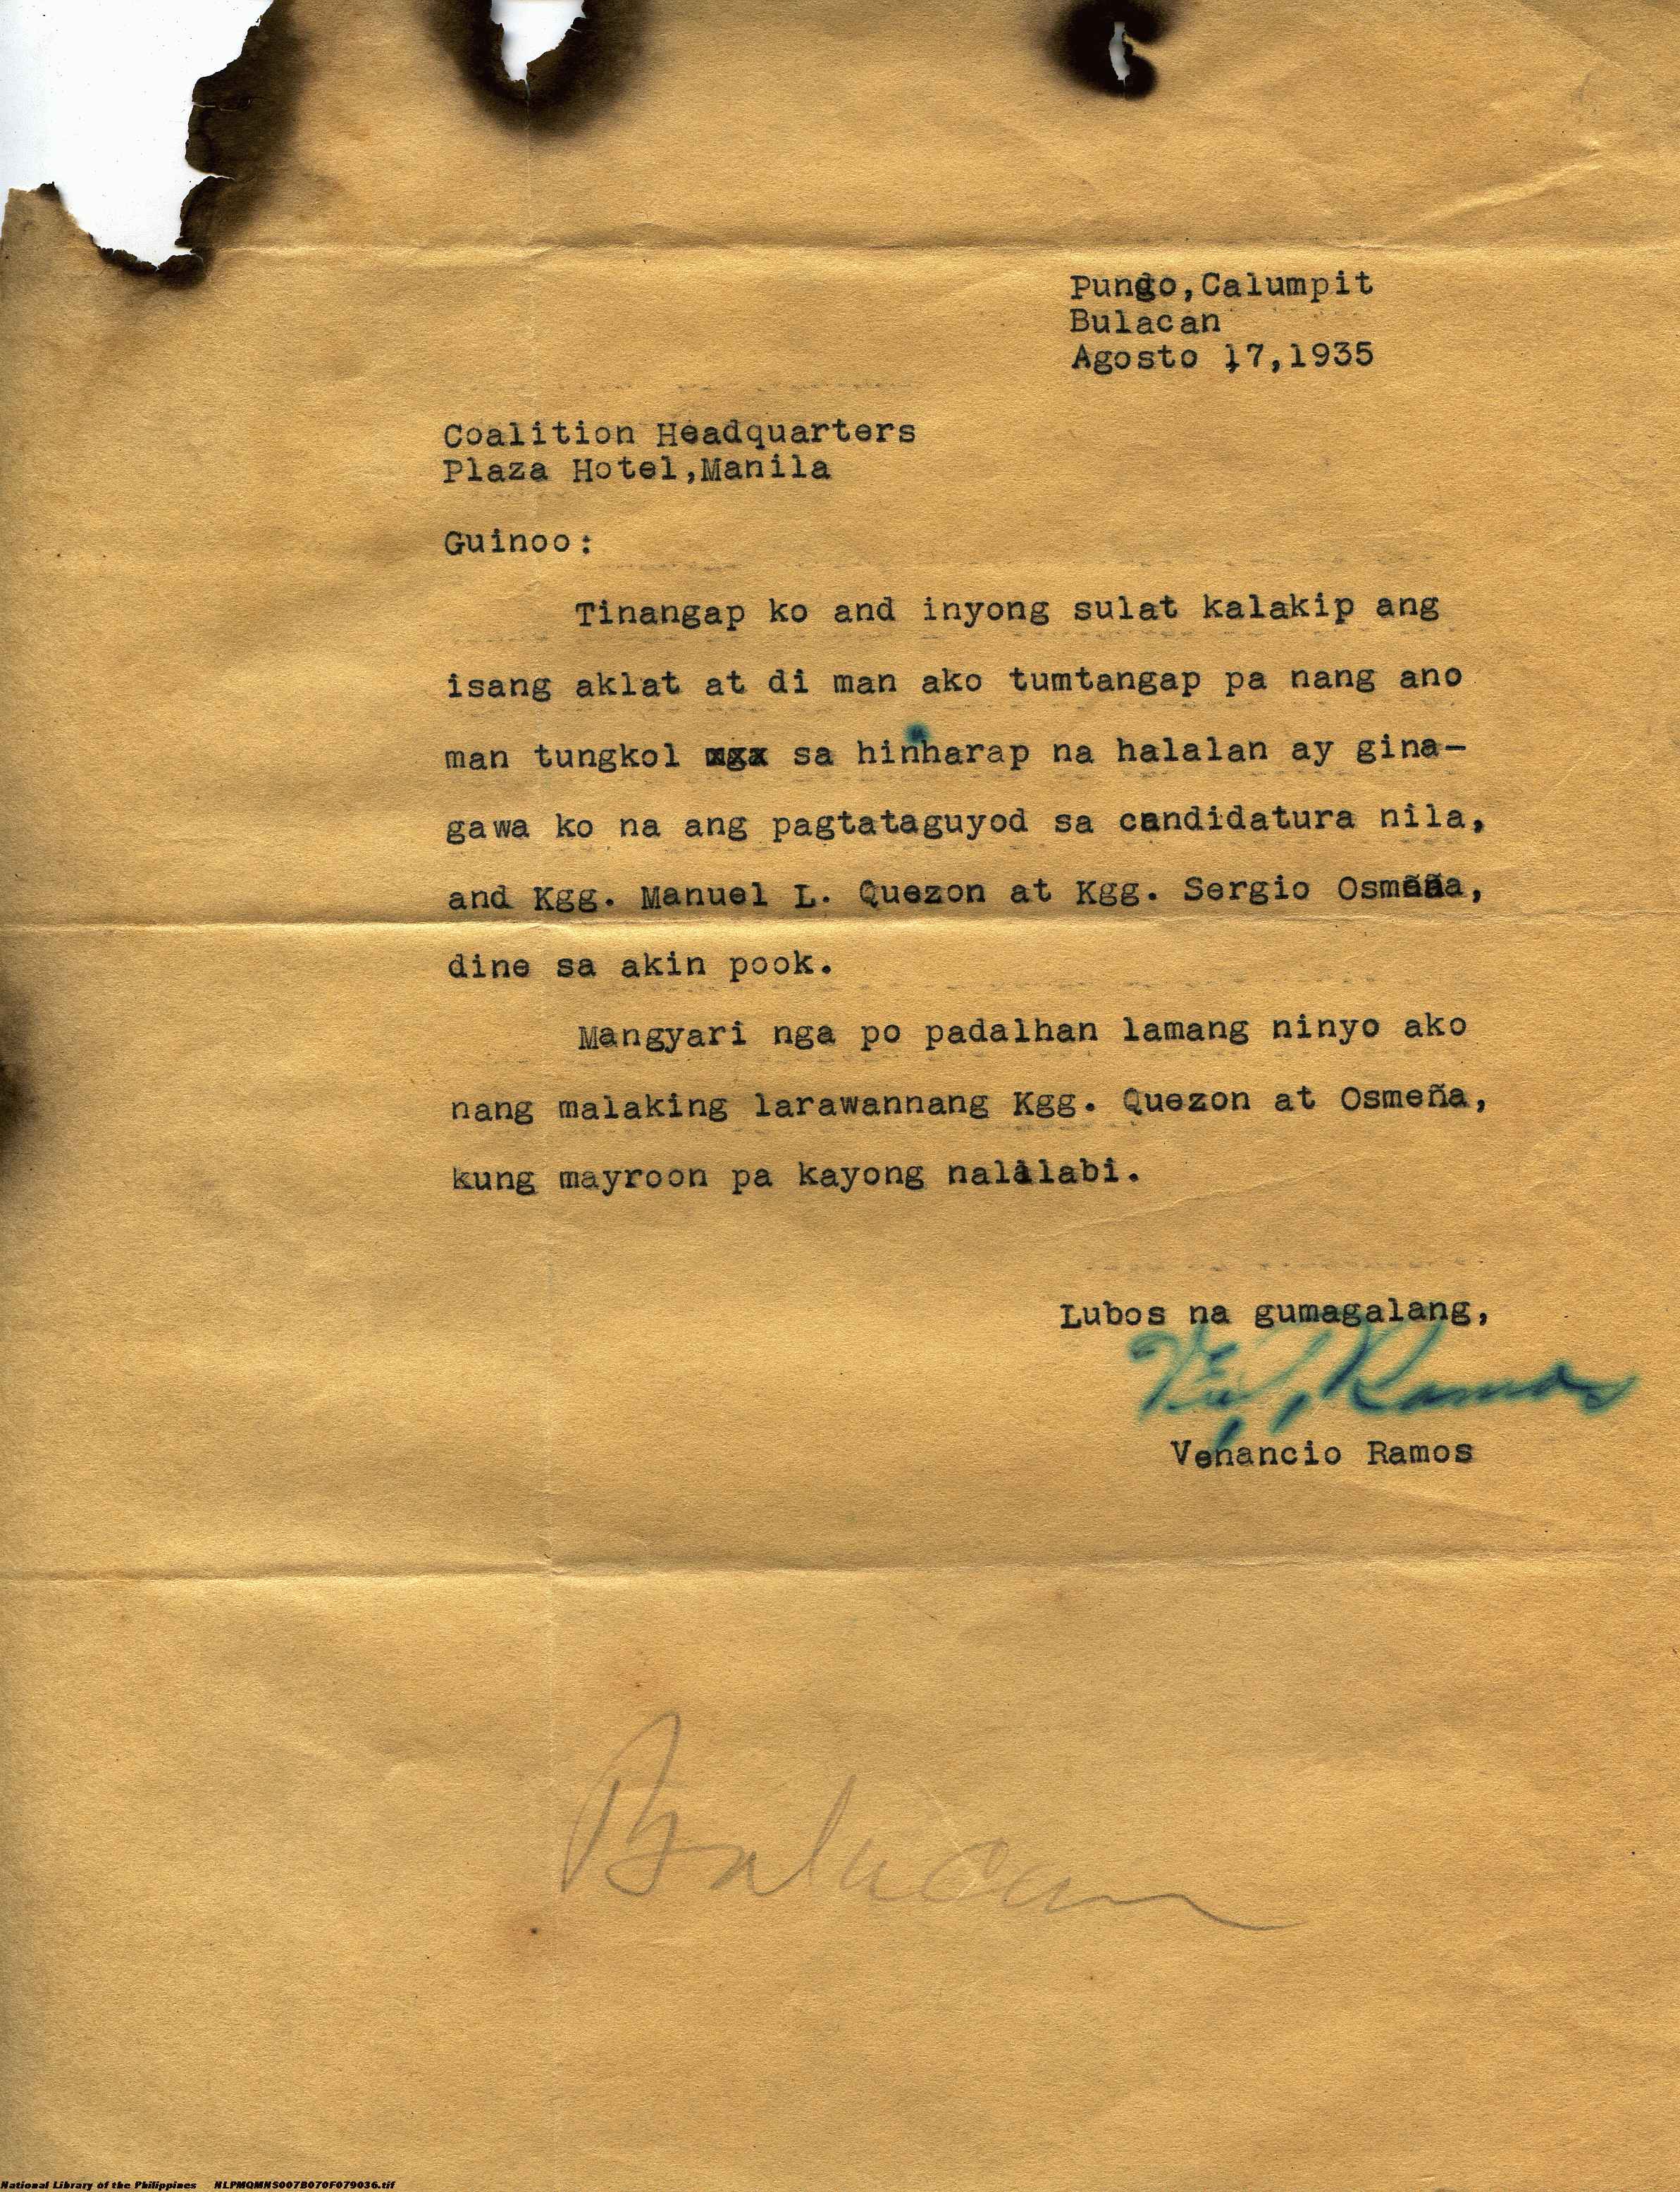 Pungo,Calumpit
Bulacan
Agosto 17,1935
Coalition Headquarters
Plaza Hotel,Manila
Guinoo:
Tinangap ko and inyong sulat kalakip ang
isang aklat at di man ako tumtangap pa nang ano
man tungkol sa hinaharap na halalan ay gina-
gawa ko na ang pagtataguyod sa candidatura nila,
and Kgg. Manuel L. Quezon at Kgg. Sergio Osmeña,
dine sa akin pook.
Mangyari nga po padalhan lamang ninyo ako
nang malaking larawannang Kgg. Quezon at Osmeña,
kung mayroon pa kayong nalilabi.
Lubos na gumagalang,
Ramos
Venancio Ramos
Bulacan
National Library of the Philippines NLPMQMNS007B070F079036.tif